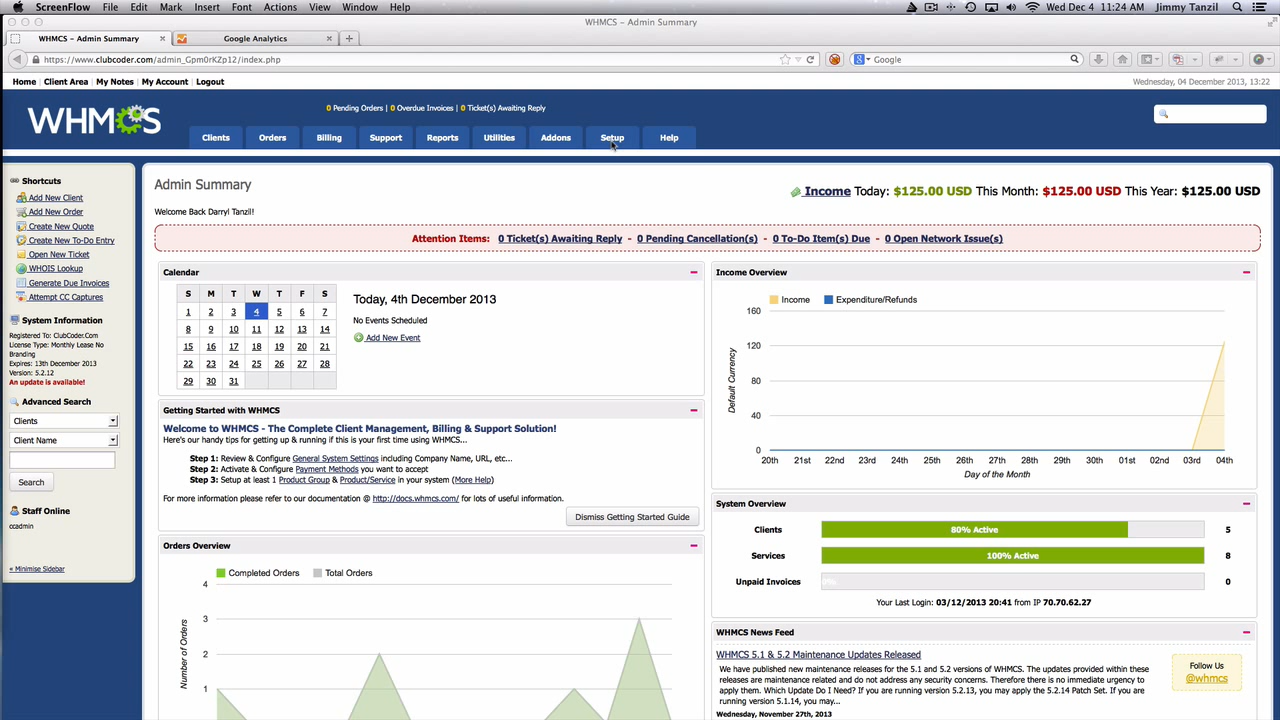 ScreenFlow File Edit Mark Insert Font Actions View Window Help Wed Dec 4 11:24 AM Jimmy Tanzil
WHMCS – Admin Summary
WHMCS – Admin Summary Google Analytics
https://www.clubcoder.com/admin_Gpm0rKZp12/index.php Google
Home | Client Area | My Notes | My Account | Logout Wednesday, 04 December 2013, 13:22
0 Pending Orders | 0 Overdue Invoices | 0 Ticket(s) Awaiting Reply
WHMCS
Clients Orders Billing Support Reports Utilities Addons Setup Help
Shortcuts
Add New Client
Add New Order
Create New Quote
Create New To-Do Entry
Open New Ticket
WHOIS Lookup
Generate Due Invoices
Attempt CC Captures
System Information
Registered To: ClubCoder.Com
License Type: Monthly Lease No
Branding
Expires: 13th December 2013
Version: 5.2.12
An update is available!
Advanced Search
Clients
Client Name
Search
Staff Online
ccadmin
« Minimise Sidebar
Admin Summary
Income Today: $125.00 USD This Month: $125.00 USD This Year: $125.00 USD
Welcome Back Darryl Tanzil!
Attention Items: 0 Ticket(s) Awaiting Reply - 0 Pending Cancellation(s) - 0 To-Do Item(s) Due - 0 Open Network Issue(s)
Calendar
S M T W T F S
1 2 3 4 5 6 7
8 9 10 11 12 13 14
15 16 17 18 19 20 21
22 23 24 25 26 27 28
29 30 31
Today, 4th December 2013
No Events Scheduled
Add New Event
Getting Started with WHMCS
Welcome to WHMCS - The Complete Client Management, Billing & Support Solution!
Here's our handy tips for getting up & running if this is your first time using WHMCS...
Step 1: Review & Configure General System Settings including Company Name, URL, etc...
Step 2: Activate & Configure Payment Methods you want to accept
Step 3: Setup at least 1 Product Group & Product/Service in your system (More Help)
For more information please refer to our documentation @ http://docs.whmcs.com/ for lots of useful information.
Dismiss Getting Started Guide
Orders Overview
Completed Orders Total Orders
4
3
2
1
Number of Orders
Income Overview
Income Expenditure/Refunds
160
120
80
40
0
Default Currency
20th 21st 22nd 23rd 24th 25th 26th 27th 28th 29th 30th 01st 02nd 03rd 04th
Day of the Month
System Overview
Clients 80% Active 5
Services 100% Active 8
Unpaid Invoices 0% 0
Your Last Login: 03/12/2013 20:41 from IP 70.70.62.27
WHMCS News Feed
WHMCS 5.1 & 5.2 Maintenance Updates Released
We have published new maintenance releases for the 5.1 and 5.2 versions of WHMCS. The updates provided within these
releases are maintenance related and do not address any security concerns. Therefore there is no immediate urgency to
apply them. Which Update Do I Need? If you are running version 5.2.13, you may apply the 5.2.14 Patch Set. If you are
running version 5.1.14, you may...
Wednesday, November 27th, 2013
Follow Us
@whmcs